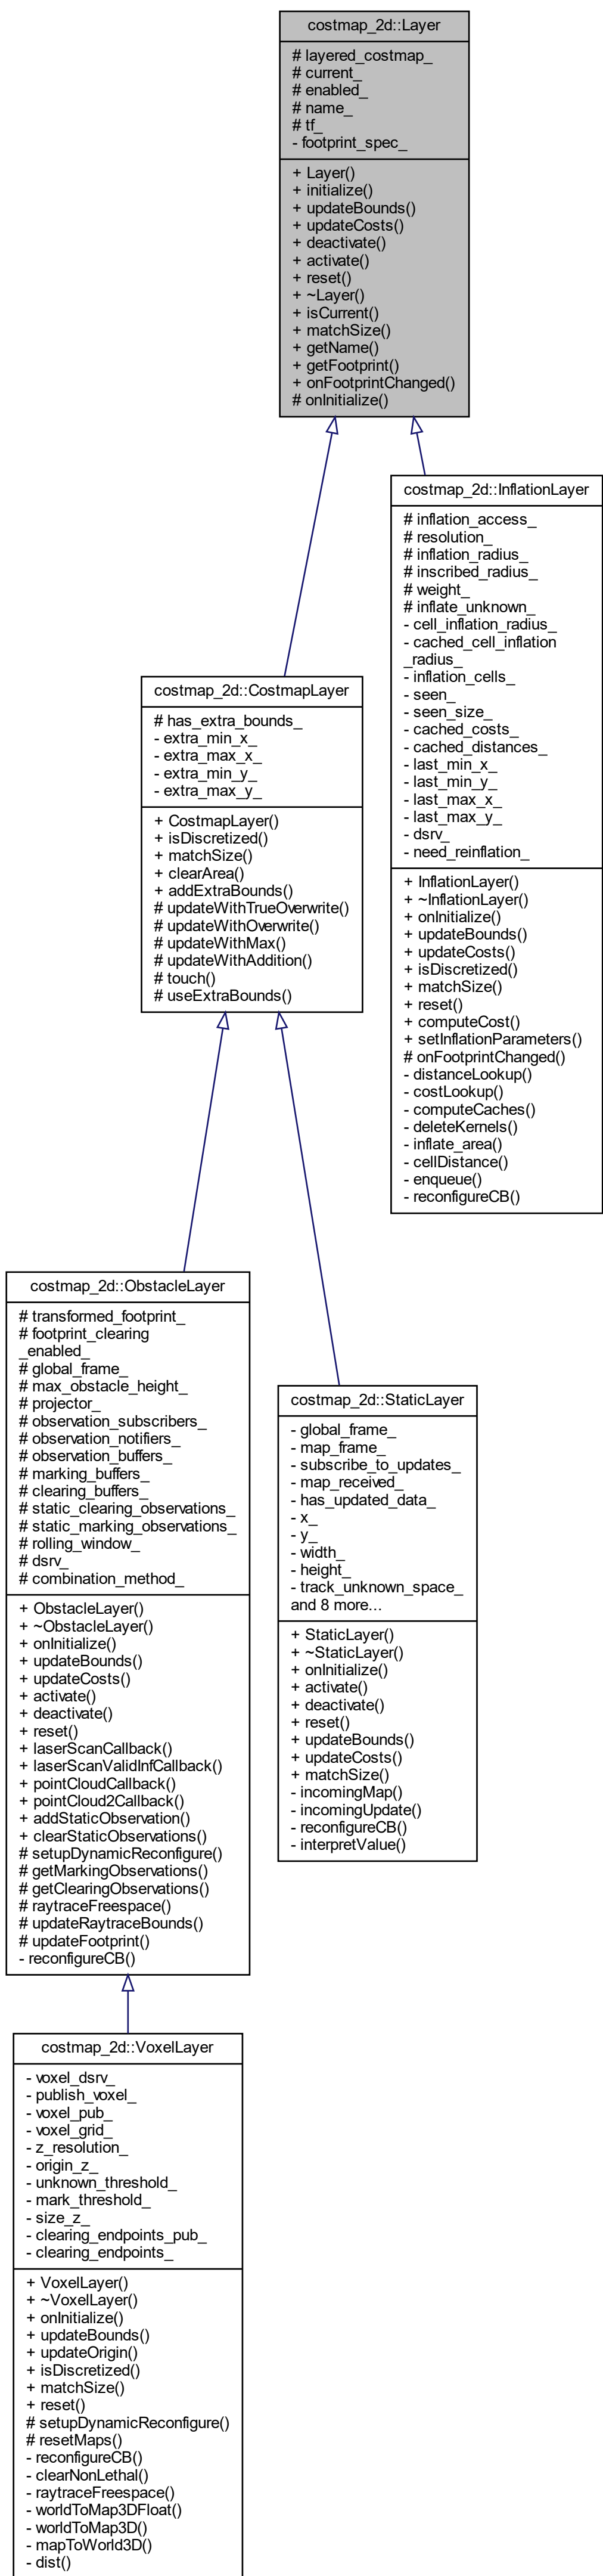 costmap_2d::Layer
# layered_costmap_
# current_
# enabled_
# name_
# tf_
- footprint_spec_
+ Layer()
+ initialize()
+ updateBounds()
+ updateCosts()
+ deactivate()
+ activate()
+ reset()
+ ~Layer()
+ isCurrent()
+ matchSize()
+ getName()
+ getFootprint()
+ onFootprintChanged()
# onInitialize()
costmap_2d::InflationLayer
# inflation_access_
# resolution_
# inflation_radius_
# inscribed_radius_
# weight_
# inflate_unknown_
- cell_inflation_radius_
- cached_cell_inflation
_radius_
- inflation_cells_
- seen_
- seen_size_
- cached_costs_
- cached_distances_
- last_min_x_
- last_min_y_
- last_max_x_
- last_max_y_
- dsrv_
- need_reinflation_
+ InflationLayer()
+ ~InflationLayer()
+ onInitialize()
+ updateBounds()
+ updateCosts()
+ isDiscretized()
+ matchSize()
+ reset()
+ computeCost()
+ setInflationParameters()
# onFootprintChanged()
- distanceLookup()
- costLookup()
- computeCaches()
- deleteKernels()
- inflate_area()
- cellDistance()
- enqueue()
- reconfigureCB()
costmap_2d::CostmapLayer
# has_extra_bounds_
- extra_min_x_
- extra_max_x_
- extra_min_y_
- extra_max_y_
+ CostmapLayer()
+ isDiscretized()
+ matchSize()
+ clearArea()
+ addExtraBounds()
# updateWithTrueOverwrite()
# updateWithOverwrite()
# updateWithMax()
# updateWithAddition()
# touch()
# useExtraBounds()
costmap_2d::ObstacleLayer
# transformed_footprint_
# footprint_clearing
_enabled_
# global_frame_
# max_obstacle_height_
# projector_
# observation_subscribers_
# observation_notifiers_
# observation_buffers_
# marking_buffers_
# clearing_buffers_
# static_clearing_observations_
# static_marking_observations_
# rolling_window_
# dsrv_
# combination_method_
+ ObstacleLayer()
+ ~ObstacleLayer()
+ onInitialize()
+ updateBounds()
+ updateCosts()
+ activate()
+ deactivate()
+ reset()
+ laserScanCallback()
+ laserScanValidInfCallback()
+ pointCloudCallback()
+ pointCloud2Callback()
+ addStaticObservation()
+ clearStaticObservations()
# setupDynamicReconfigure()
# getMarkingObservations()
# getClearingObservations()
# raytraceFreespace()
# updateRaytraceBounds()
# updateFootprint()
- reconfigureCB()
costmap_2d::StaticLayer
- global_frame_
- map_frame_
- subscribe_to_updates_
- map_received_
- has_updated_data_
- x_
- y_
- width_
- height_
- track_unknown_space_
and 8 more...
+ StaticLayer()
+ ~StaticLayer()
+ onInitialize()
+ activate()
+ deactivate()
+ reset()
+ updateBounds()
+ updateCosts()
+ matchSize()
- incomingMap()
- incomingUpdate()
- reconfigureCB()
- interpretValue()
costmap_2d::VoxelLayer
- voxel_dsrv_
- publish_voxel_
- voxel_pub_
- voxel_grid_
- z_resolution_
- origin_z_
- unknown_threshold_
- mark_threshold_
- size_z_
- clearing_endpoints_pub_
- clearing_endpoints_
+ VoxelLayer()
+ ~VoxelLayer()
+ onInitialize()
+ updateBounds()
+ updateOrigin()
+ isDiscretized()
+ matchSize()
+ reset()
# setupDynamicReconfigure()
# resetMaps()
- reconfigureCB()
- clearNonLethal()
- raytraceFreespace()
- worldToMap3DFloat()
- worldToMap3D()
- mapToWorld3D()
- dist()